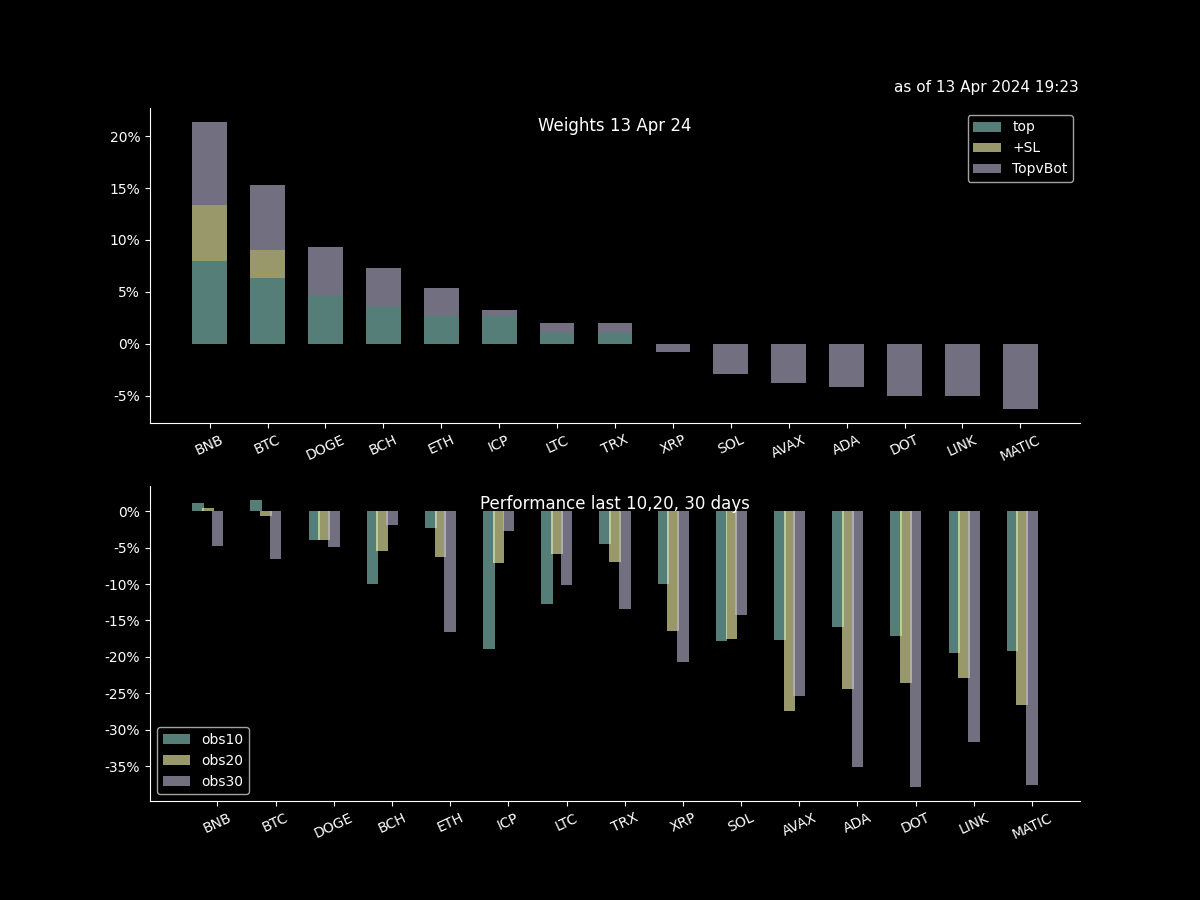 as of 13 Apr 2024 19:23
Weights 13 Apr 24
top
+SL
TopvBot
20%
15%
10%
5%
0%
-5%
BNB BTC DOGE BCH ETH ICP LTC TRX XRP SOL AVAX ADA DOT LINK MATIC
Performance last 10,20, 30 days
0%
-5%
-10%
-15%
-20%
-25%
-30%
-35%
obs10
obs20
obs30
BNB BTC DOGE BCH ETH ICP LTC TRX XRP SOL AVAX ADA DOT LINK MATIC